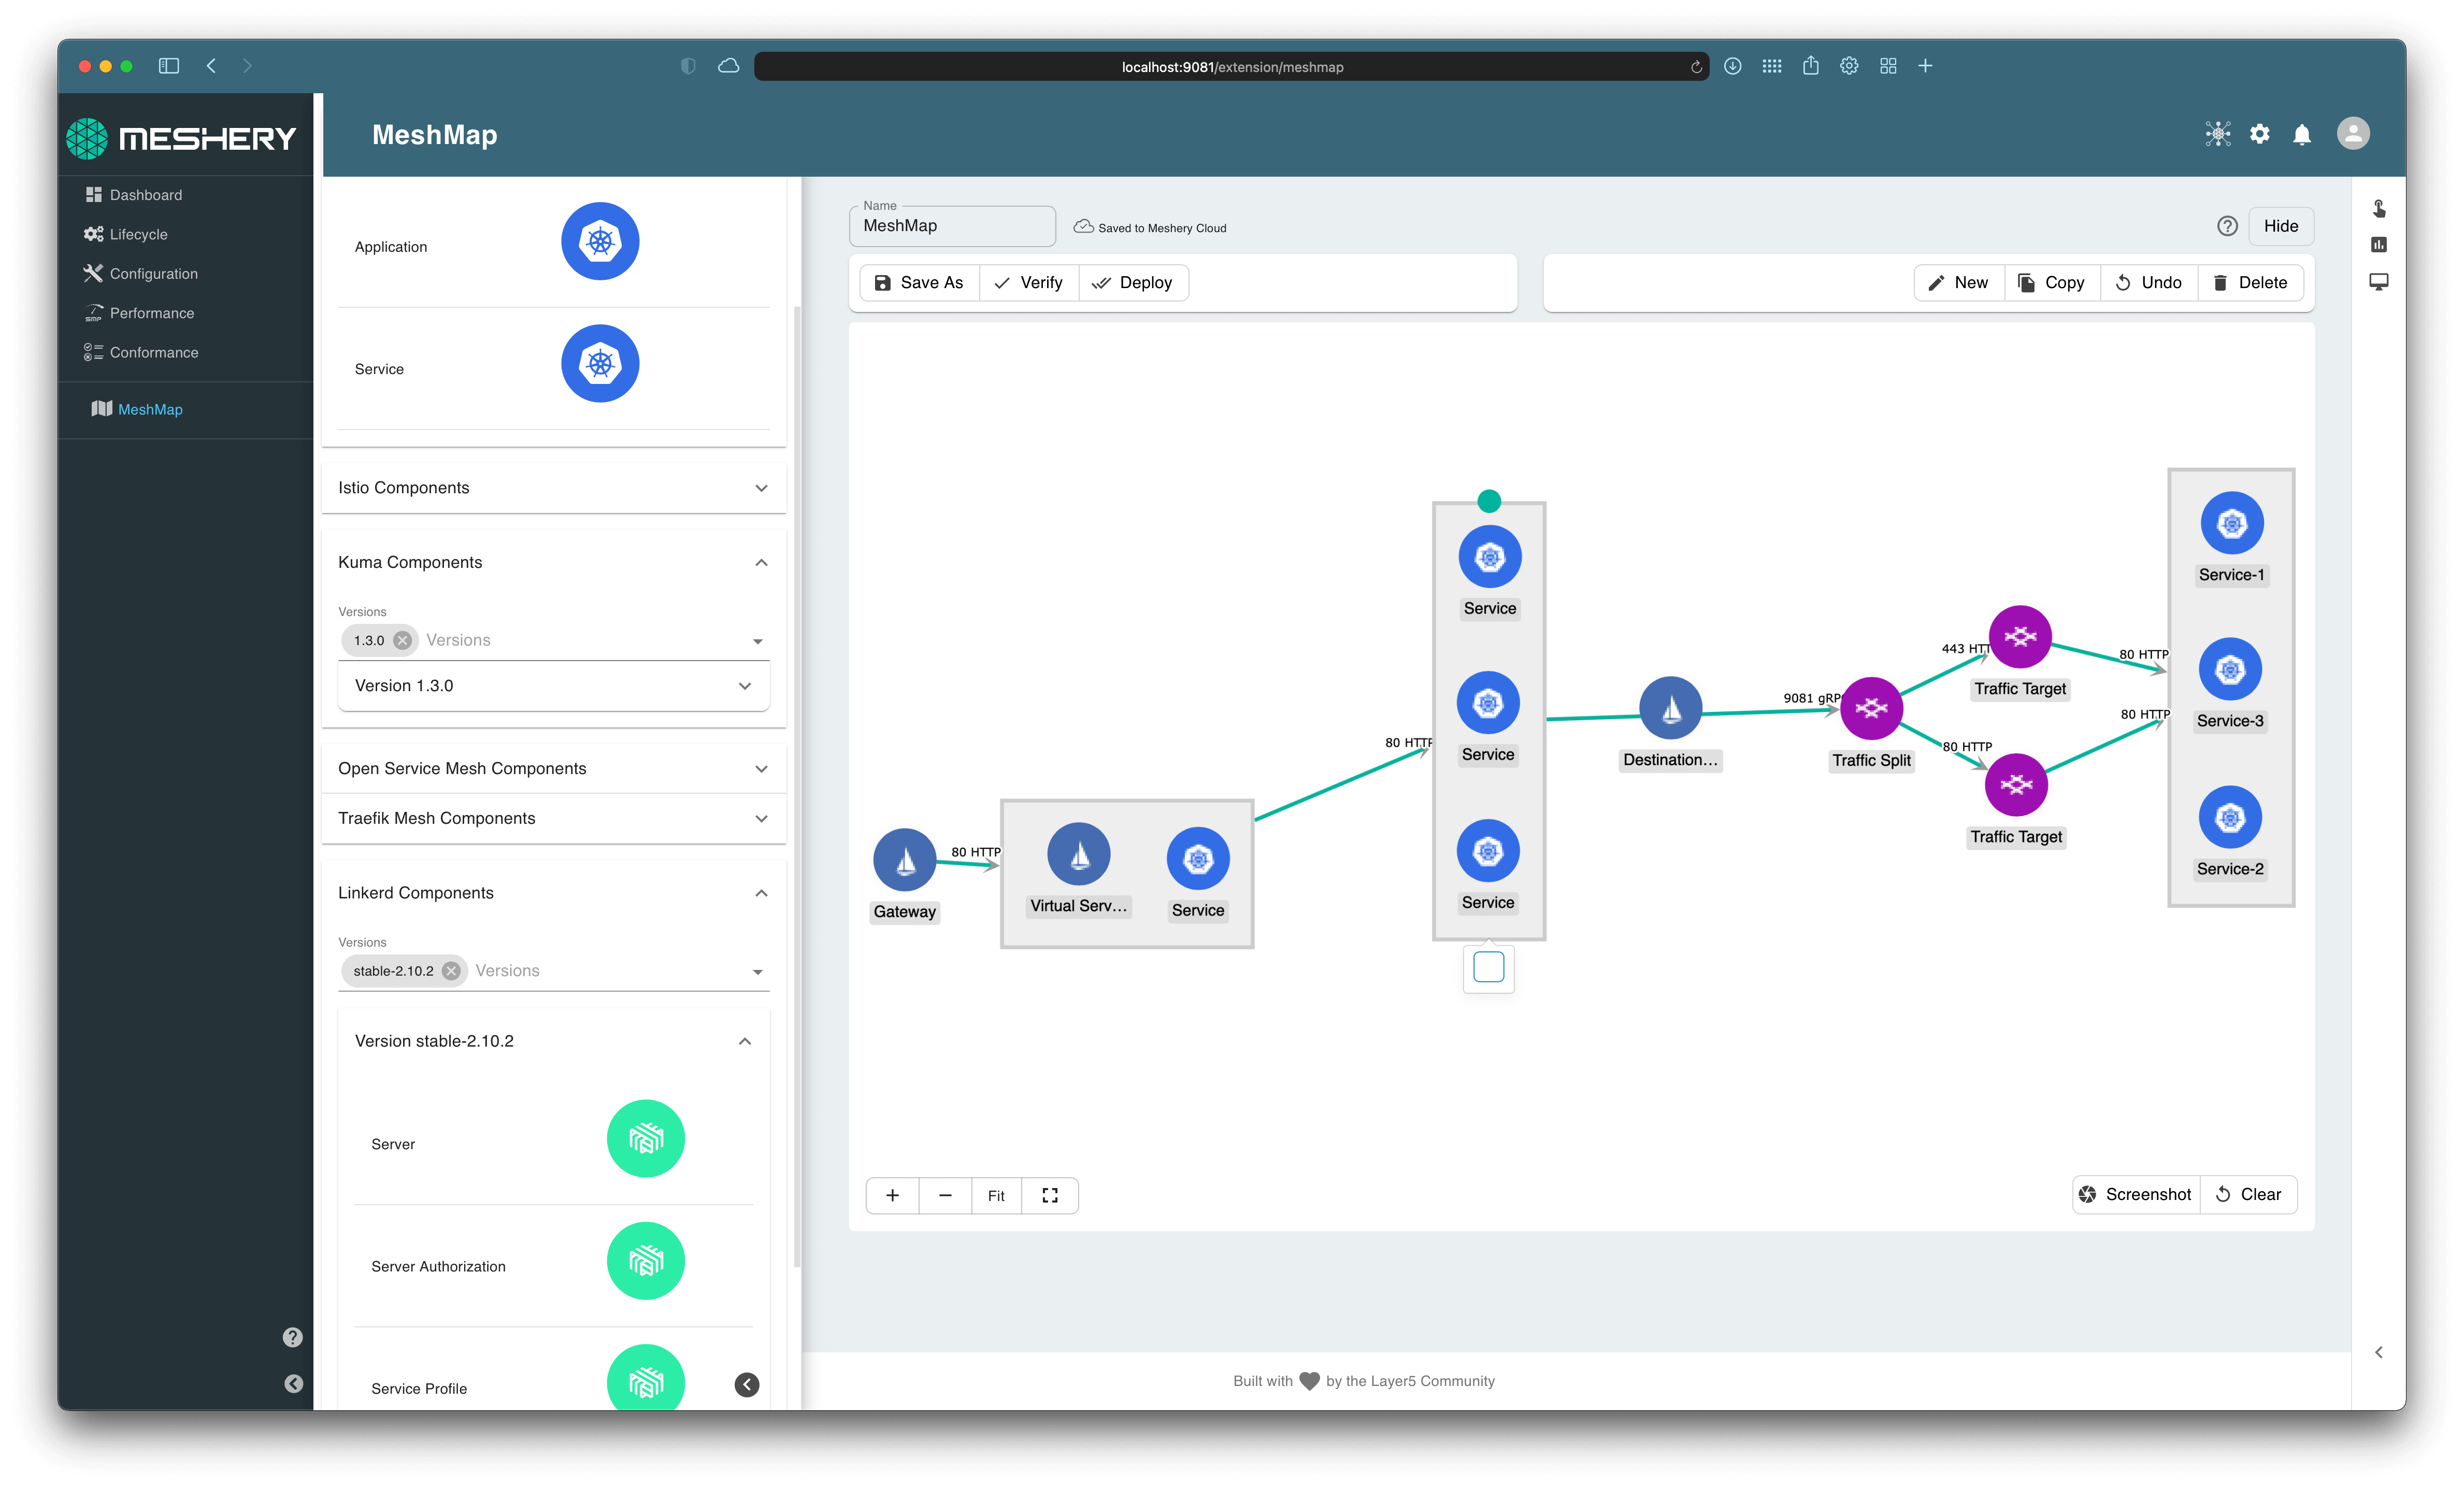 localhost:9081/extension/meshmap
MESHERY
MeshMap
Dashboard
Lifecycle
Configuration
SMP Performance
Conformance
MeshMap
Application
Service
Istio Components
Kuma Components
Versions
1.3.0 Versions
Version 1.3.0
Open Service Mesh Components
Traefik Mesh Components
Linkerd Components
Versions
stable-2.10.2 Versions
Version stable-2.10.2
Server
Server Authorization
Service Profile
Name
MeshMap
Saved to Meshery Cloud
Hide
Save As
Verify
Deploy
New
Copy
Undo
Delete
Gateway
80 HTTP
Virtual Serv...
Service
80 HTTP
Service
Service
Service
Destination...
9081 gRPC
Traffic Split
443 HTT
Traffic Target
80 HTTP
80 HTTP
Traffic Target
80 HTTP
Service-1
Service-3
Service-2
Fit
Screenshot
Clear
Built with by the Layer5 Community